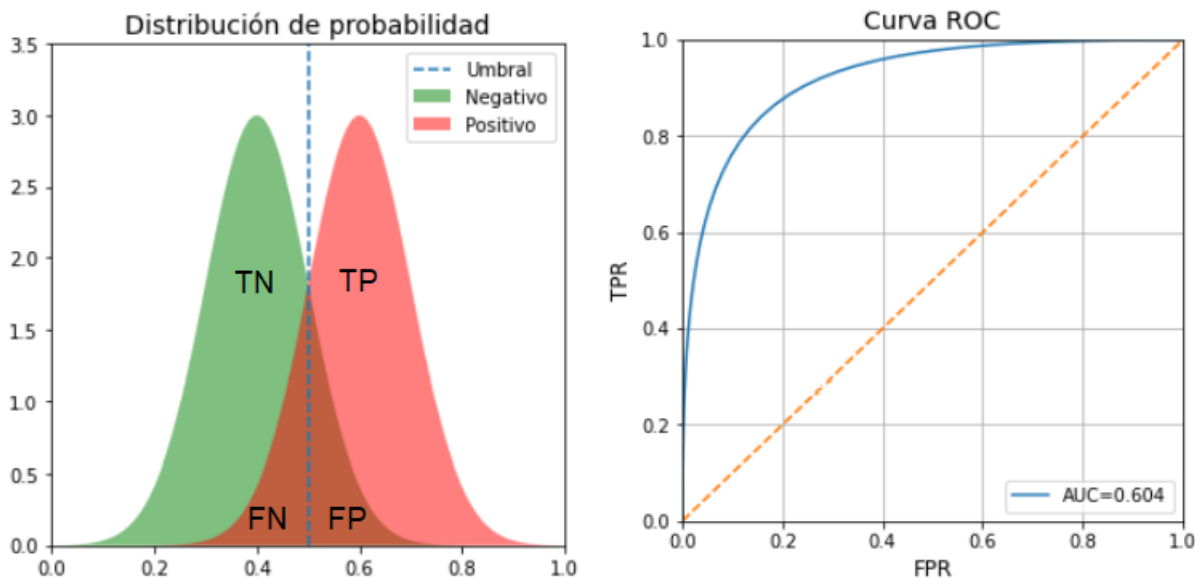 Distribución de probabilidad
3.5
3.0
2.5
2.0
1.5
1.0
0.5
0.0
Umbral
Negativo
Positivo
TN
TP
FN
FP
0.0 0.2 0.4 0.6 0.8 1.0
Curva ROC
TPR
1.0
0.8
0.6
0.4
0.2
0.0
AUC=0.604
0.0 0.2 0.4 0.6 0.8 1.0
FPR